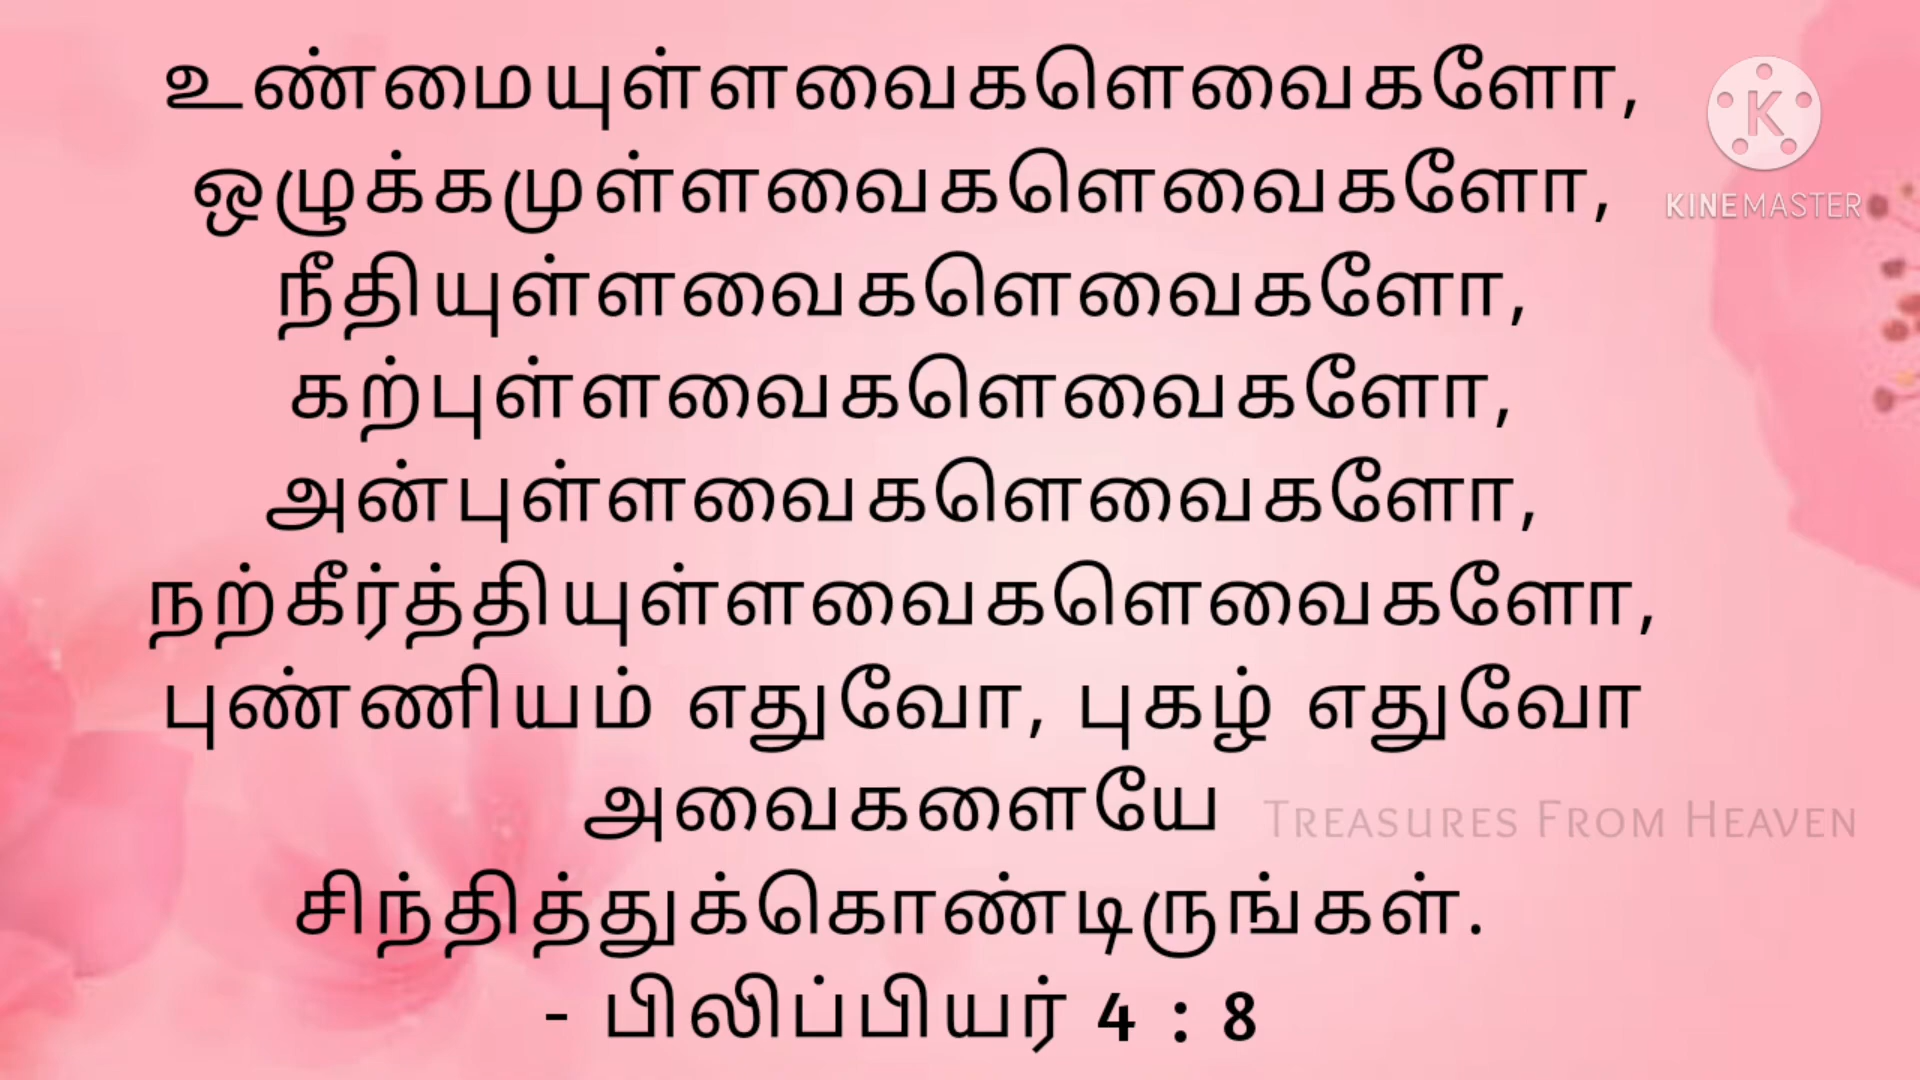 உண்மையுள்ளவைகளெவைகளோ,
ஒழுக்கமுள்ளவைகளெவைகளோ,
நீதியுள்ளவைகளெவைகளோ,
கற்புள்ளவைகளெவைகளோ,
அன்புள்ளவைகளெவைகளோ,
நற்கீர்த்தியுள்ளவைகளெவைகளோ,
புண்ணியம் எதுவோ, புகழ் எதுவோ
அவைகளையே
சிந்தித்துக்கொண்டிருங்கள்.
- பிலிப்பியர் 4 : 8
K
KINEMASTER
TREASURES FROM HEAVEN